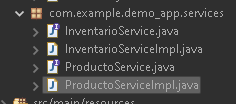 com.example.demo_app.services
InventarioService.java
InventarioServiceImpl.java
ProductoService.java
ProductoServiceImpl.java
src/main/resources